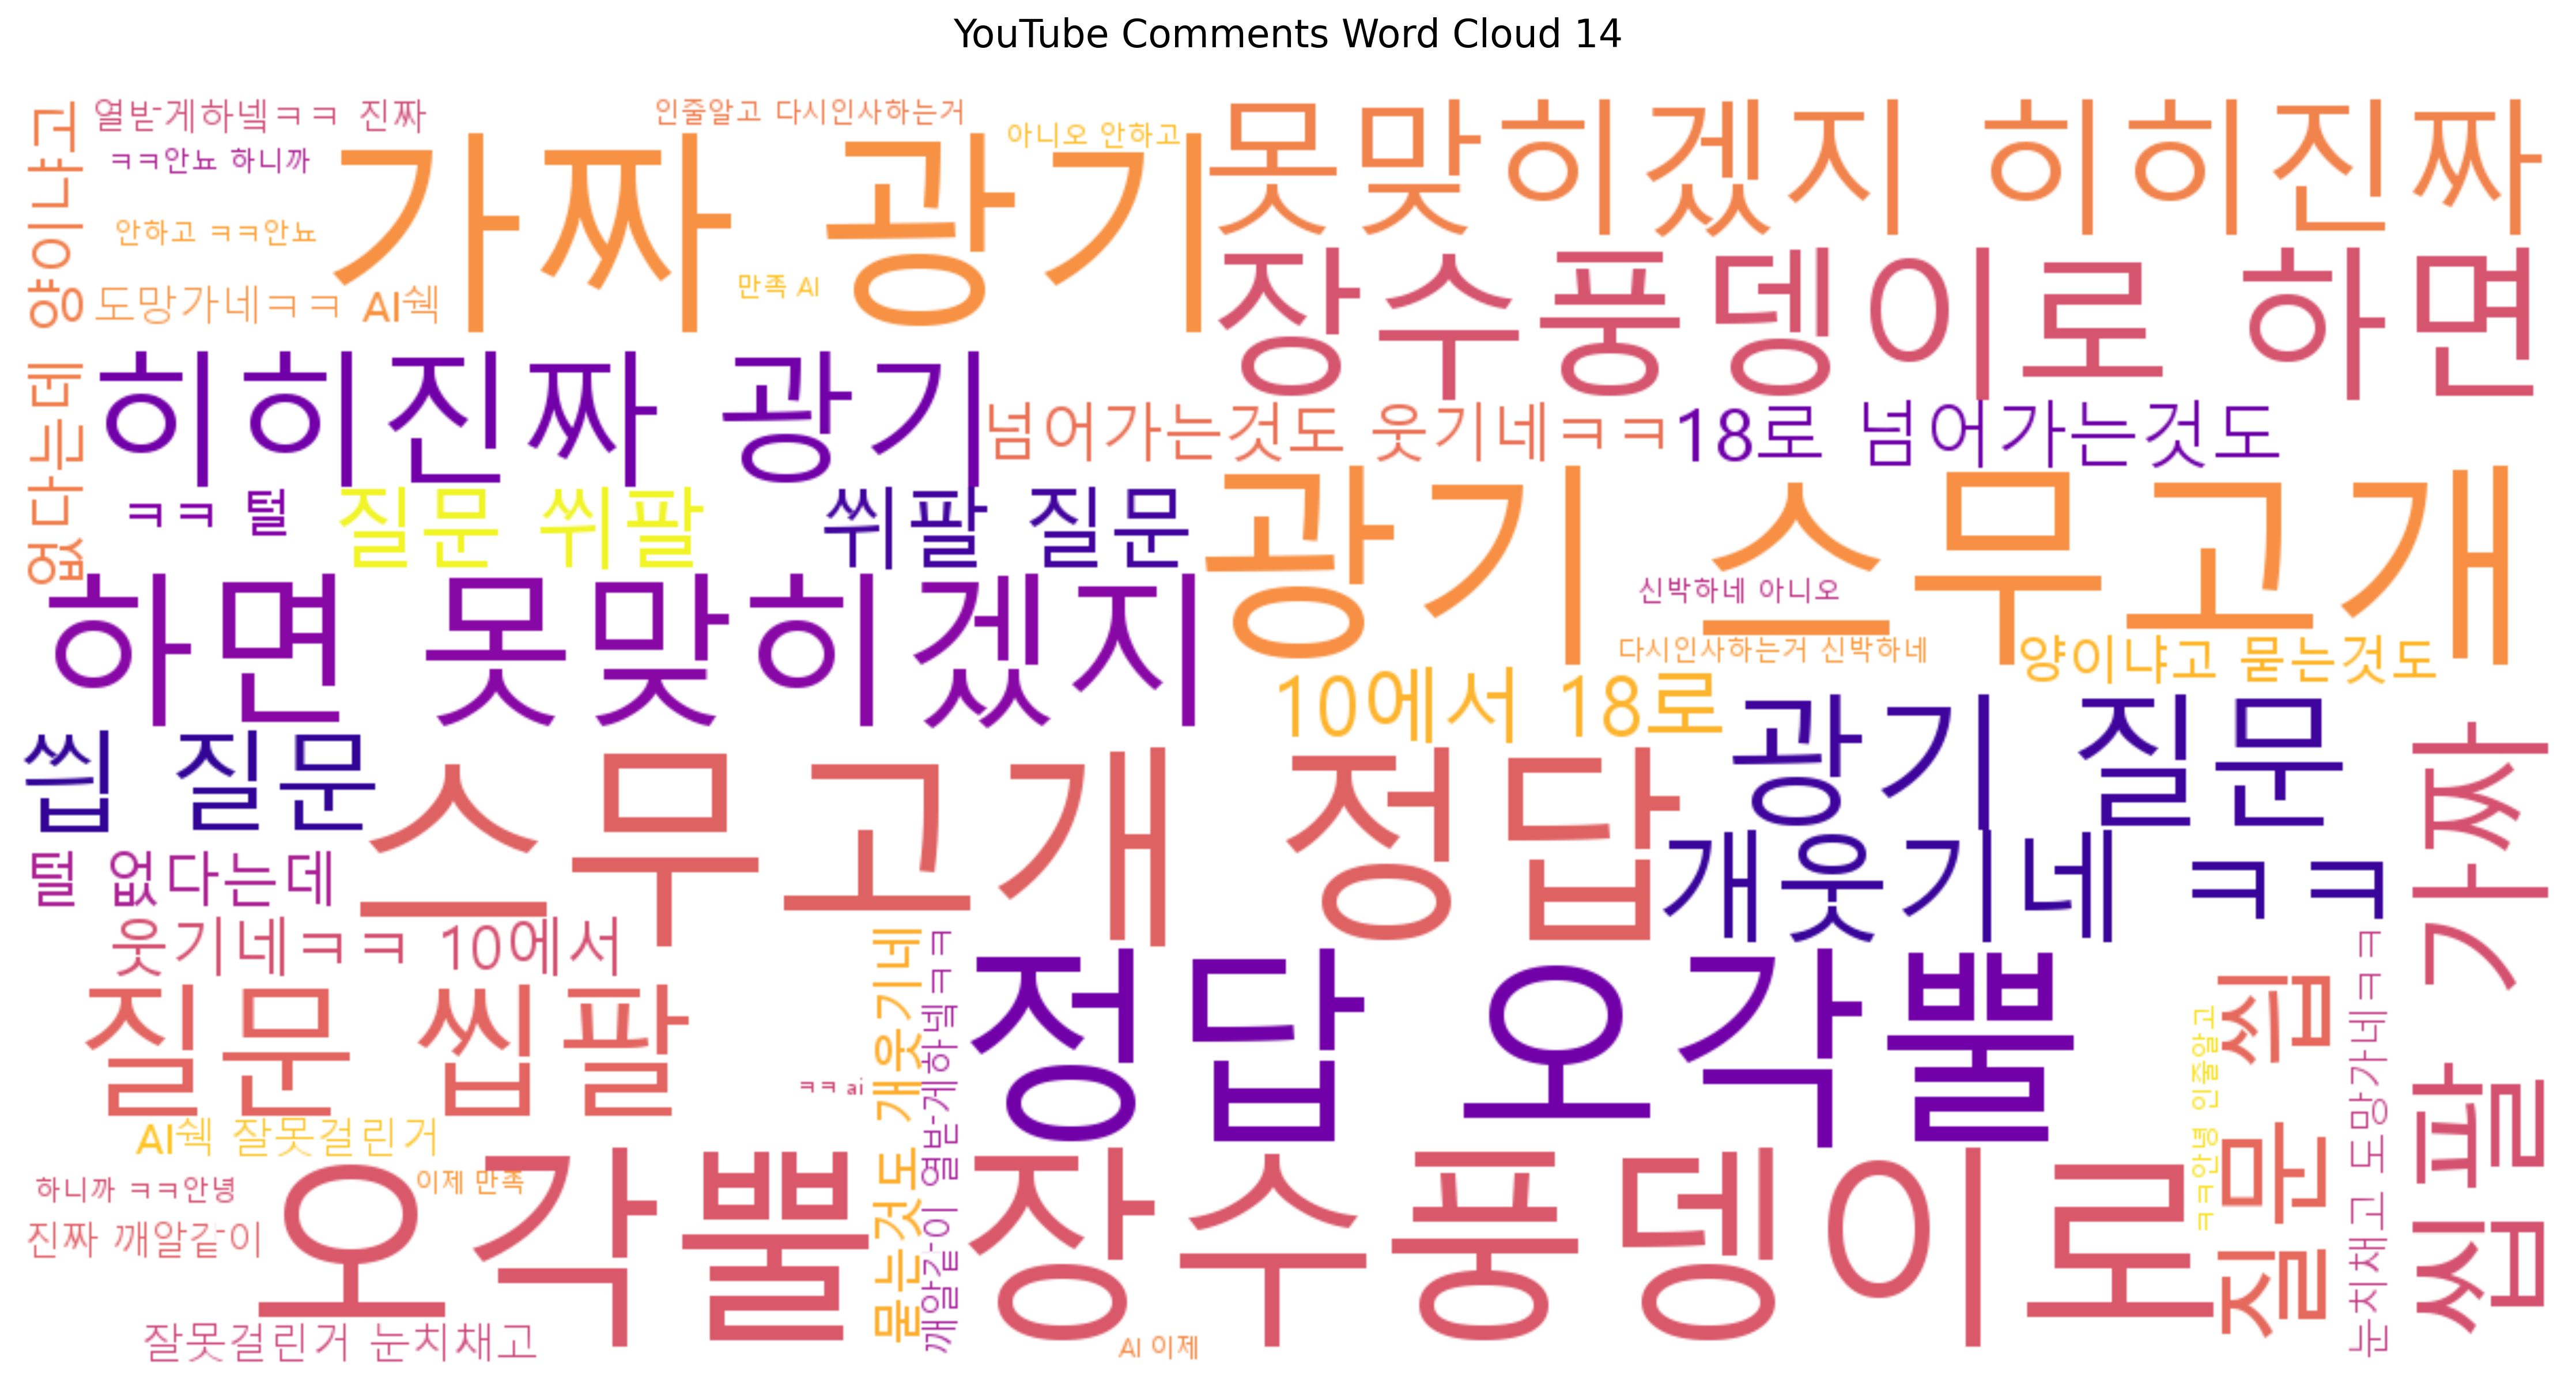 YouTube Comments Word Cloud 14
열받게하넼ㅋㅋ 진짜
인줄알고 다시인사하는거
아니오 안하고
못맞히겠지 히히진짜
양이냐고
ㅋㅋ안뇨 하니까
가짜 광기
안하고 ㅋㅋ안뇨
만족 AI
장수풍뎅이로 하면
도망가네ㅋㅋ AI쉑
없다는데
히히진짜 광기
넘어가는것도 웃기네ㅋㅋ
18로 넘어가는것도
ㅋㅋ 털
질문 쒸팔
쒸팔 질문
광기 스무고개
하면 못맞히겠지
신박하네 아니오
다시인사하는거 신박하네
양이냐고 묻는것도
10에서 18로
광기 질문
씹 질문
스무고개 정답
개웃기네 ㅋㅋ
씹팔 가짜
털 없다는데
웃기네ㅋㅋ 10에서
묻는것도 개웃기네
깨알같이 열받게하넼ㅋㅋ
정답 오각뿔
질문 씹팔
질문 씹
ㅋㅋ안녕 인줄알고
눈치채고 도망가네ㅋㅋ
ㅋㅋ ai
AI쉑 잘못걸린거
하니까 ㅋㅋ안녕
이제 만족
오각뿔
장수풍뎅이로
진짜 깨알같이
잘못걸린거 눈치채고
AI 이제